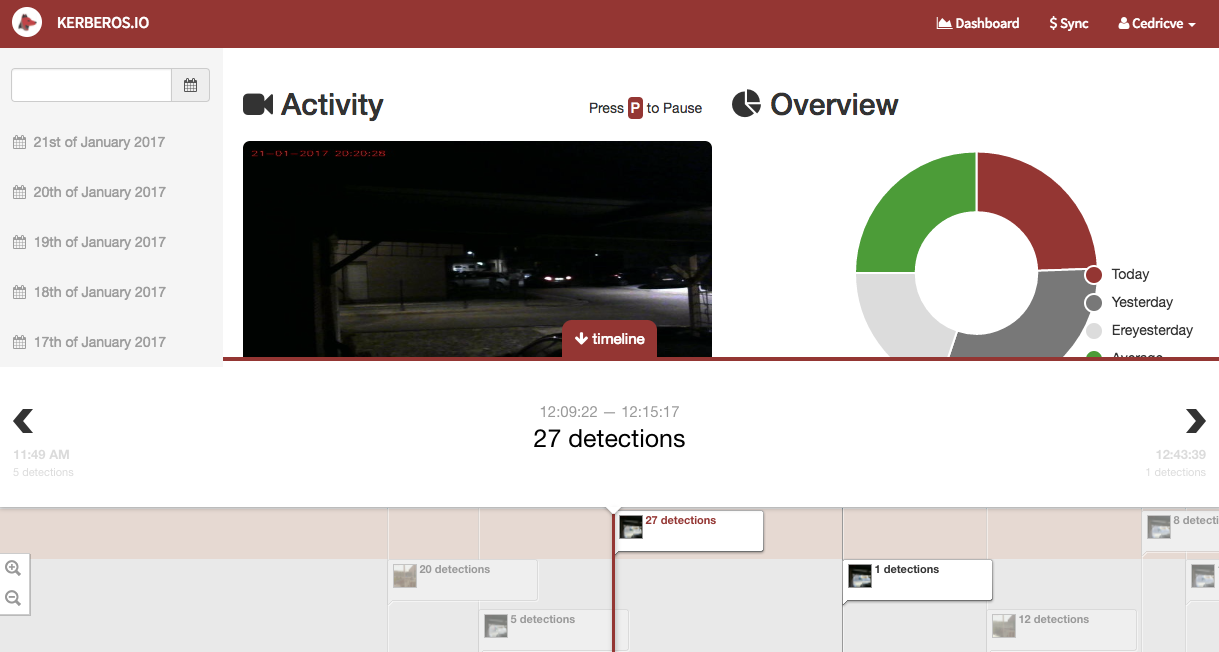 KERBEROS.IO
Dashboard
$ Sync
Cedricve
21st of January 2017
20th of January 2017
19th of January 2017
18th of January 2017
17th of January 2017
Activity
Press P to Pause
21-01-2017 20:20:28
timeline
Overview
Today
Yesterday
Ereyesterday
Average
12:09:22 — 12:15:17
27 detections
11:49 AM
5 detections
12:43:39
1 detections
27 detections
8 detecti
20 detections
1 detections
5 detections
12 detections